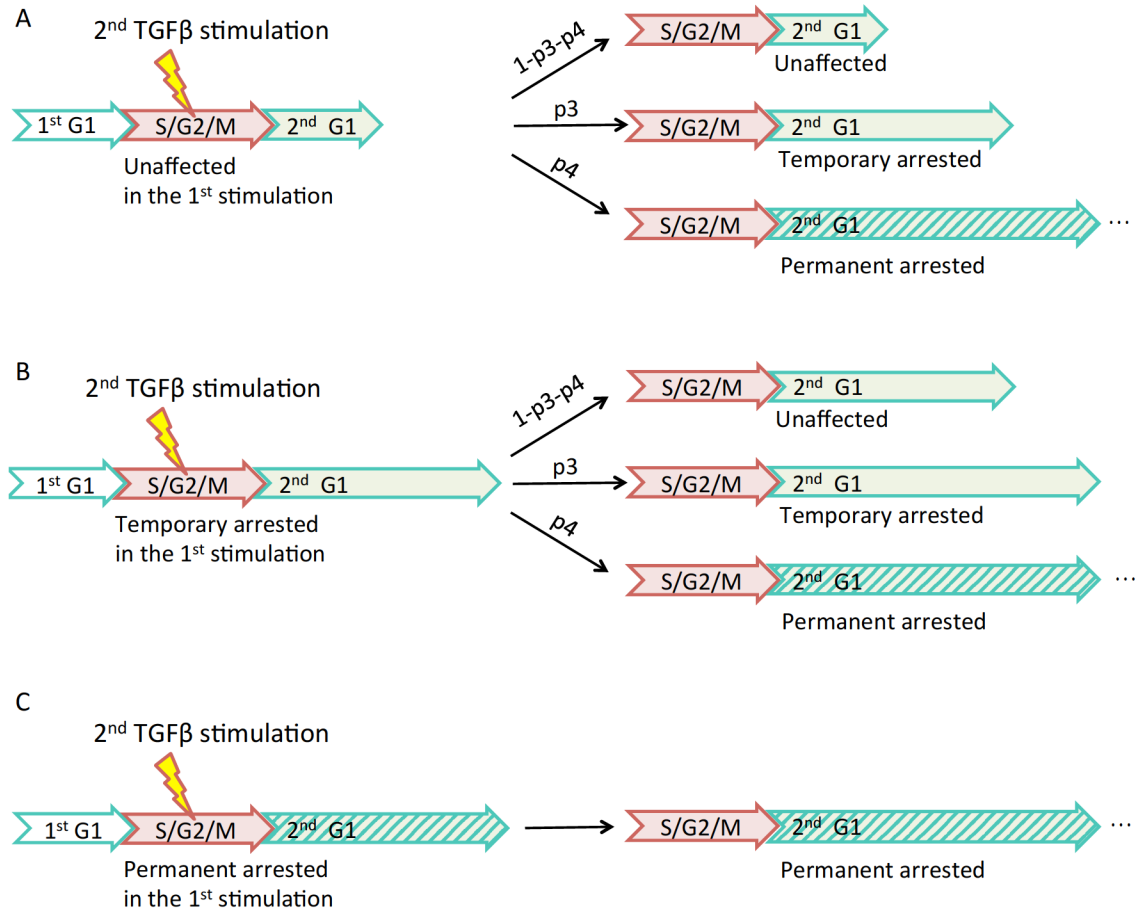 A
2nd TGFβ stimulation
1st G1
S/G2/M
2nd G1
Unaffected
in the 1st stimulation
1-p3-p4
p3
p4
S/G2/M
2nd G1
Unaffected
S/G2/M
2nd G1
Temporary arrested
S/G2/M
2nd G1
...
Permanent arrested
B
2nd TGFβ stimulation
1st G1
S/G2/M
2nd G1
Temporary arrested
in the 1st stimulation
1-p3-p4
p3
p4
S/G2/M
2nd G1
Unaffected
S/G2/M
2nd G1
Temporary arrested
S/G2/M
2nd G1
...
Permanent arrested
C
2nd TGFβ stimulation
1st G1
S/G2/M
2nd G1
Permanent arrested
in the 1st stimulation
S/G2/M
2nd G1
...
Permanent arrested